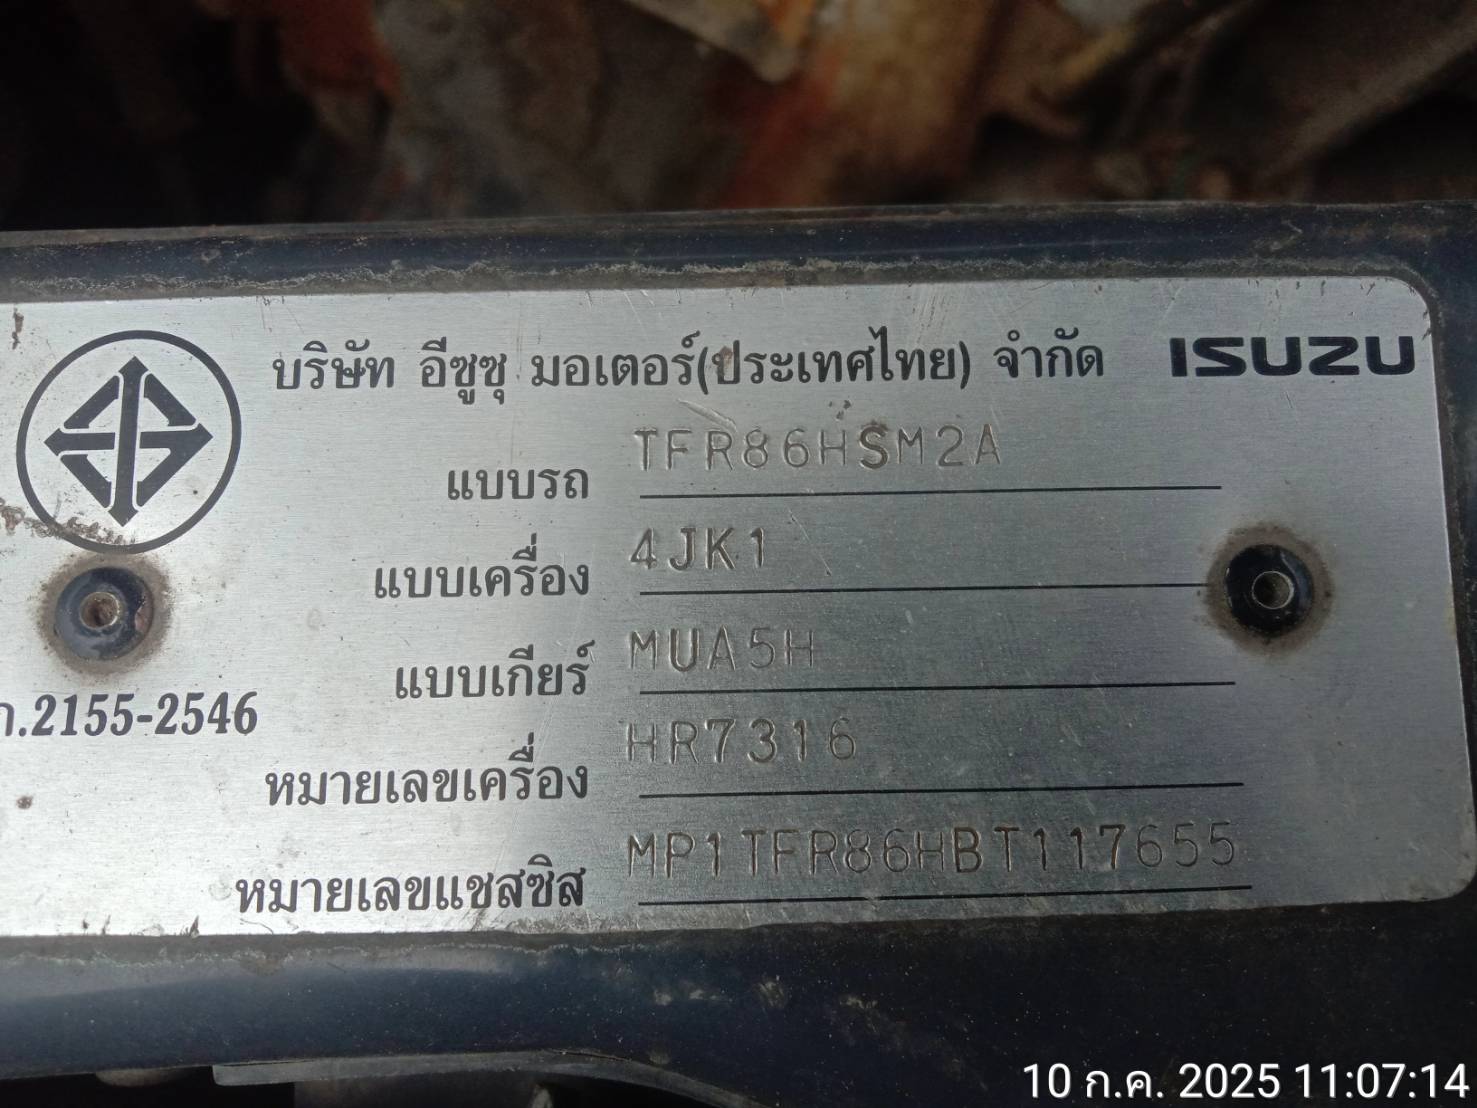 บริษัท อีซูซุ มอเตอร์(ประเทศไทย) จำกัด ISUZU
แบบรถ TFR86HSM2A
แบบเครื่อง 4JK1
แบบเกียร์ MUA5H
ก.2155-2546
หมายเลขเครื่อง HR7316
หมายเลขแชสซิส MP1TFR86HBT117655
10 ก.ค. 2025 11:07:14